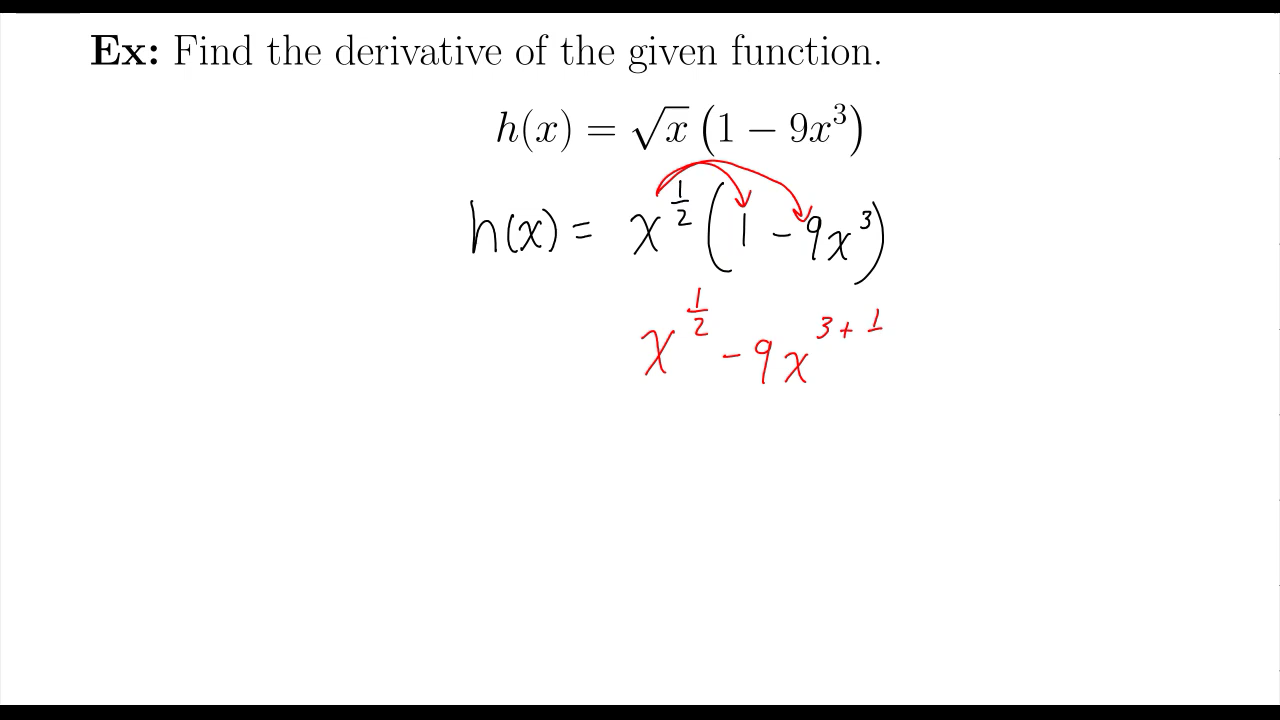 Ex: Find the derivative of the given function.
h(x) = √x (1 − 9x³)
h(x) = x^(1/2) (1 − 9x³)
x^(1/2) − 9x^(3 + 1)